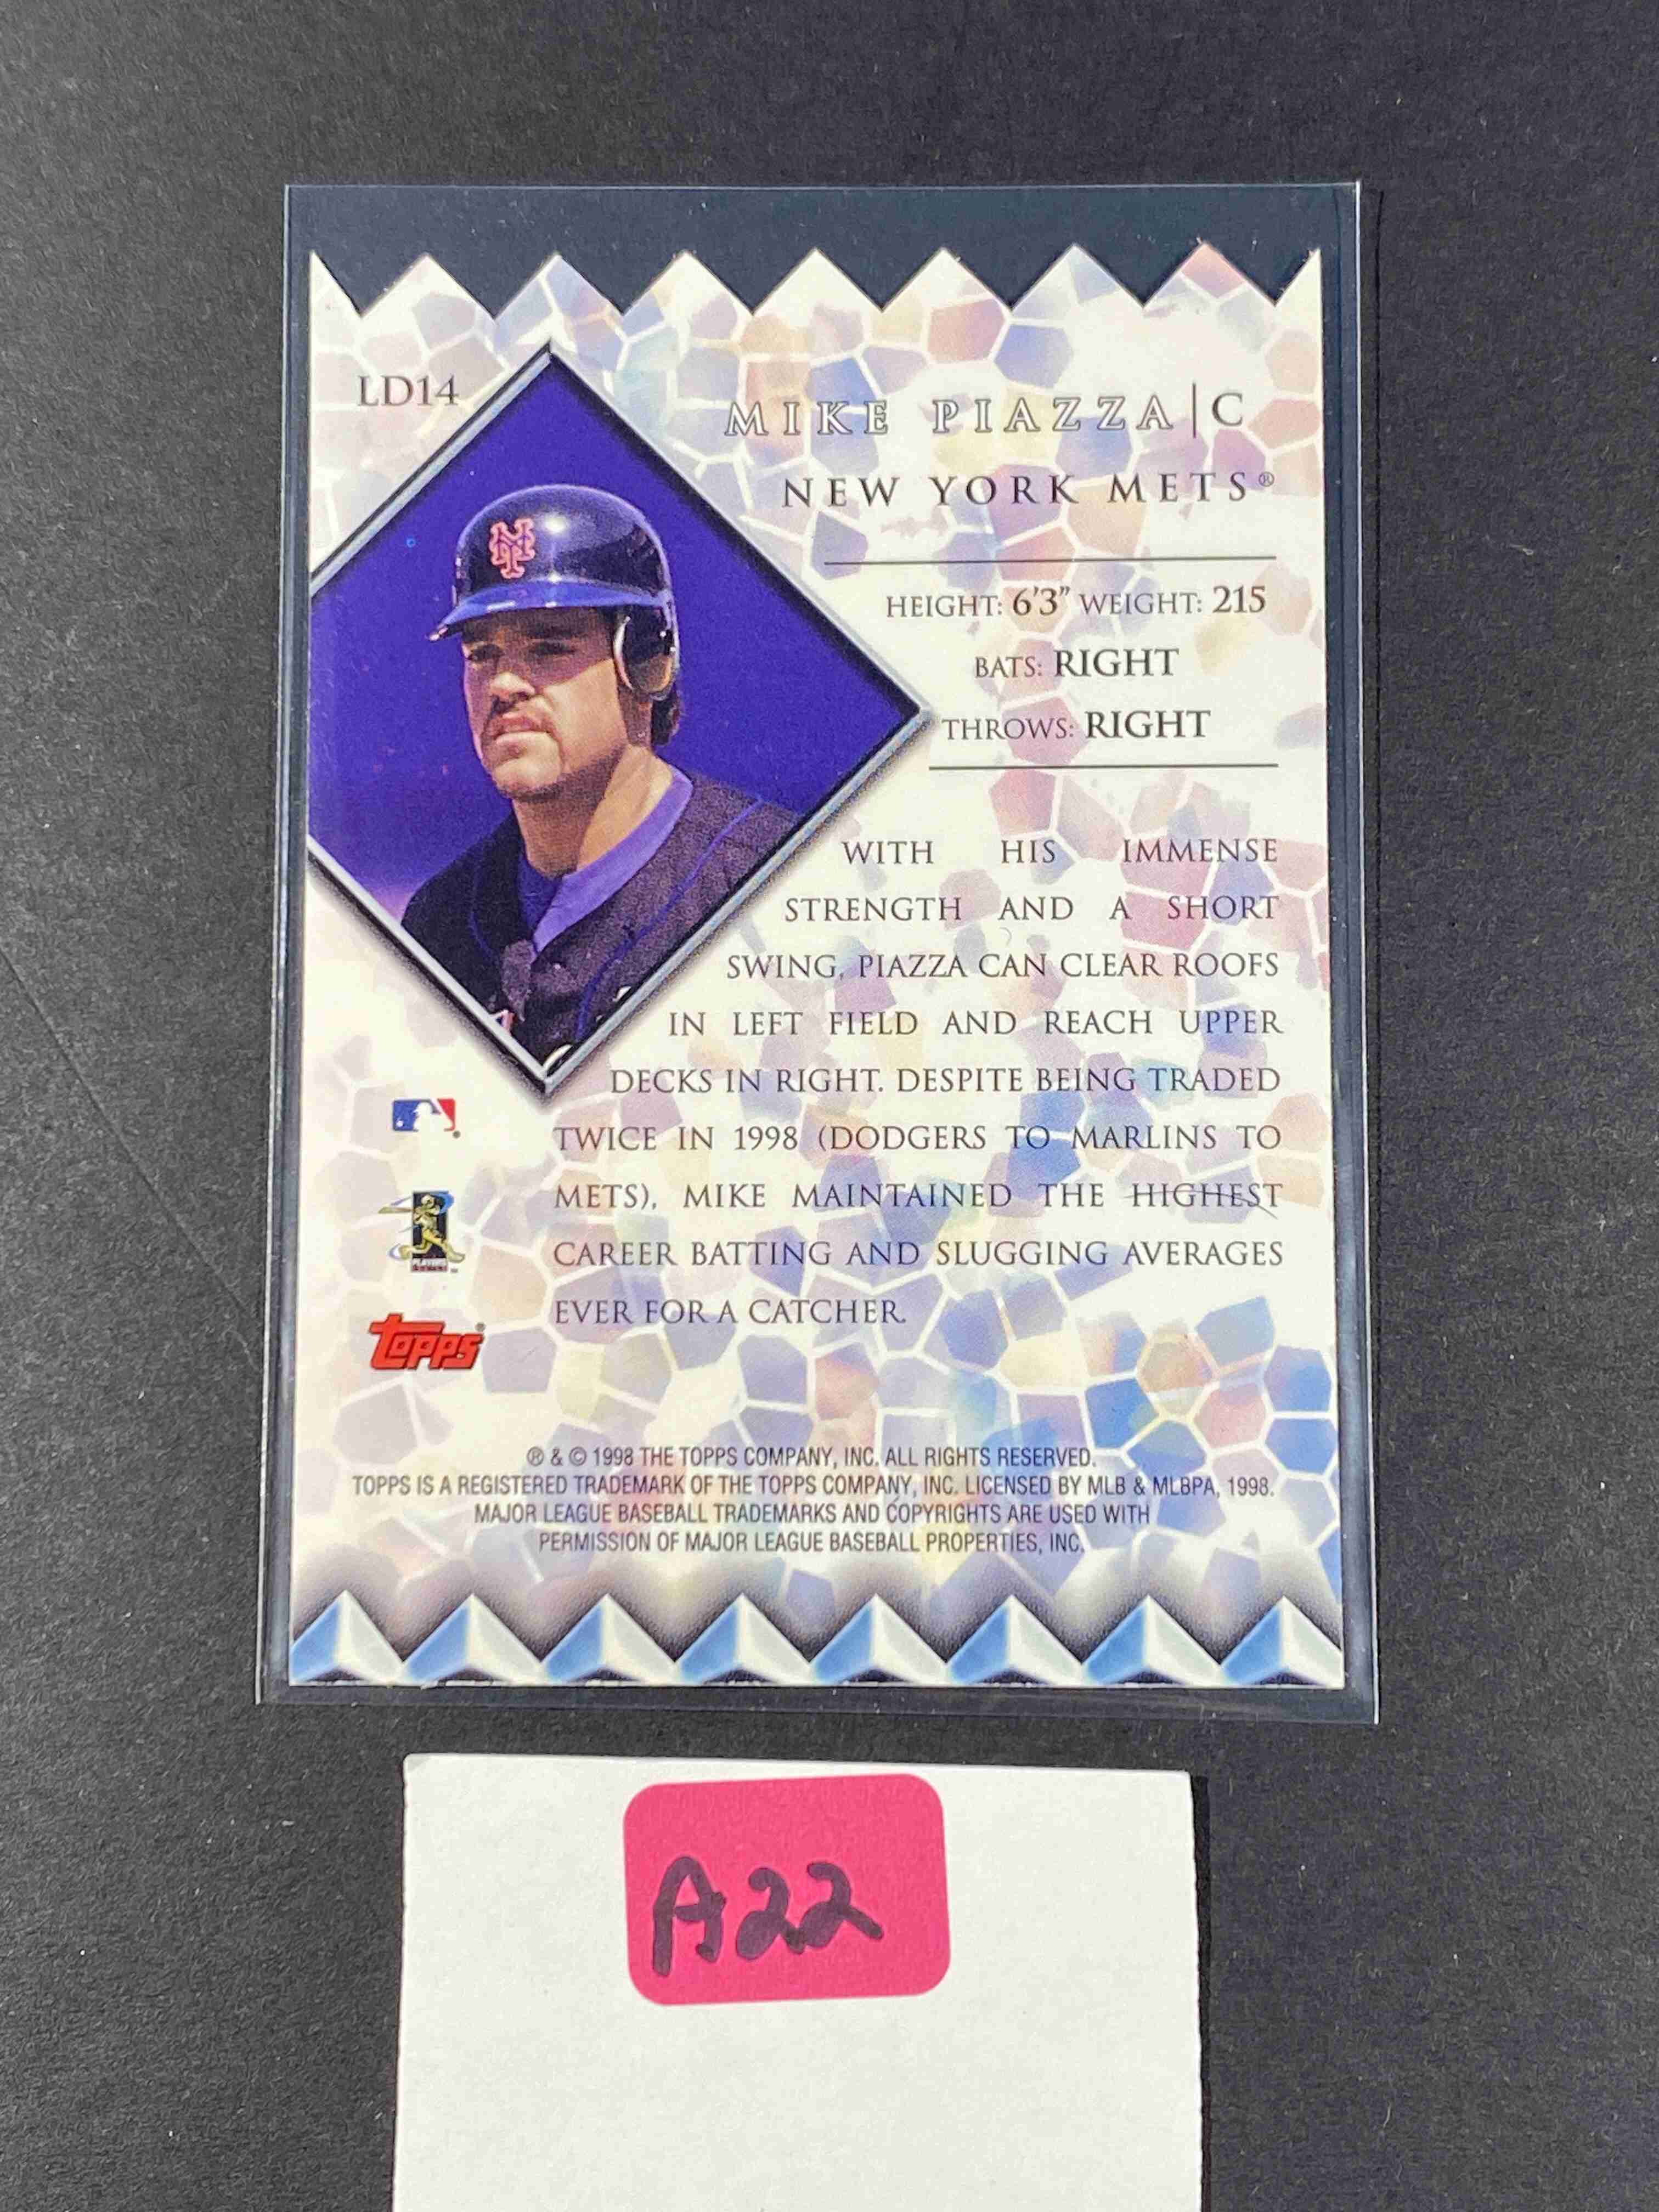 LD14
MIKE PIAZZA|C
NEW YORK METS®
HEIGHT: 6'3" WEIGHT: 215
BATS: RIGHT
THROWS: RIGHT
WITH HIS IMMENSE
STRENGTH AND A SHORT
SWING, PIAZZA CAN CLEAR ROOFS
IN LEFT FIELD AND REACH UPPER
DECKS IN RIGHT. DESPITE BEING TRADED
TWICE IN 1998 (DODGERS TO MARLINS TO
METS), MIKE MAINTAINED THE HIGHEST
CAREER BATTING AND SLUGGING AVERAGES
EVER FOR A CATCHER.
PLAYERS
Topps®
® & © 1998 THE TOPPS COMPANY, INC. ALL RIGHTS RESERVED.
TOPPS IS A REGISTERED TRADEMARK OF THE TOPPS COMPANY, INC. LICENSED BY MLB & MLBPA, 1998.
MAJOR LEAGUE BASEBALL TRADEMARKS AND COPYRIGHTS ARE USED WITH
PERMISSION OF MAJOR LEAGUE BASEBALL PROPERTIES, INC.
A22